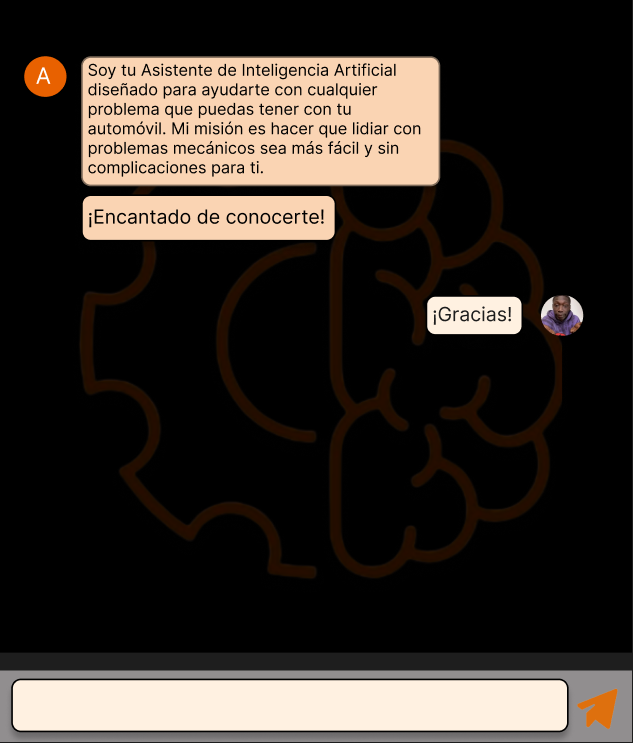 A
Soy tu Asistente de Inteligencia Artificial
diseñado para ayudarte con cualquier
problema que puedas tener con tu
automóvil. Mi misión es hacer que lidiar con
problemas mecánicos sea más fácil y sin
complicaciones para ti.
¡Encantado de conocerte!
¡Gracias!